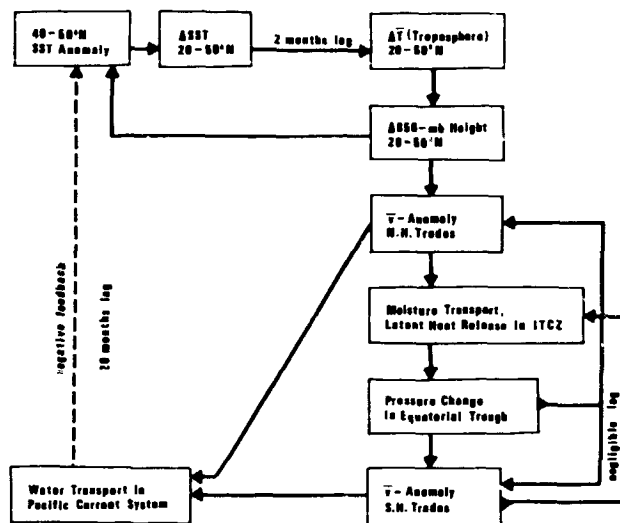 40-60°N
SST Anomaly
ΔSST
20-50°N
2 months lag
ΔT̅ (Troposphere)
20-50°N
Δ850-mb Height
20-50°N
v̅-Anomaly
N.H. Trades
Moisture Transport,
Latent Heat Release in ITCZ
Pressure Change
in Equatorial Trough
v̅-Anomaly
S.H. Trades
Water Transport in
Pacific Current System
negative feedback
20 months lag
negligible lag